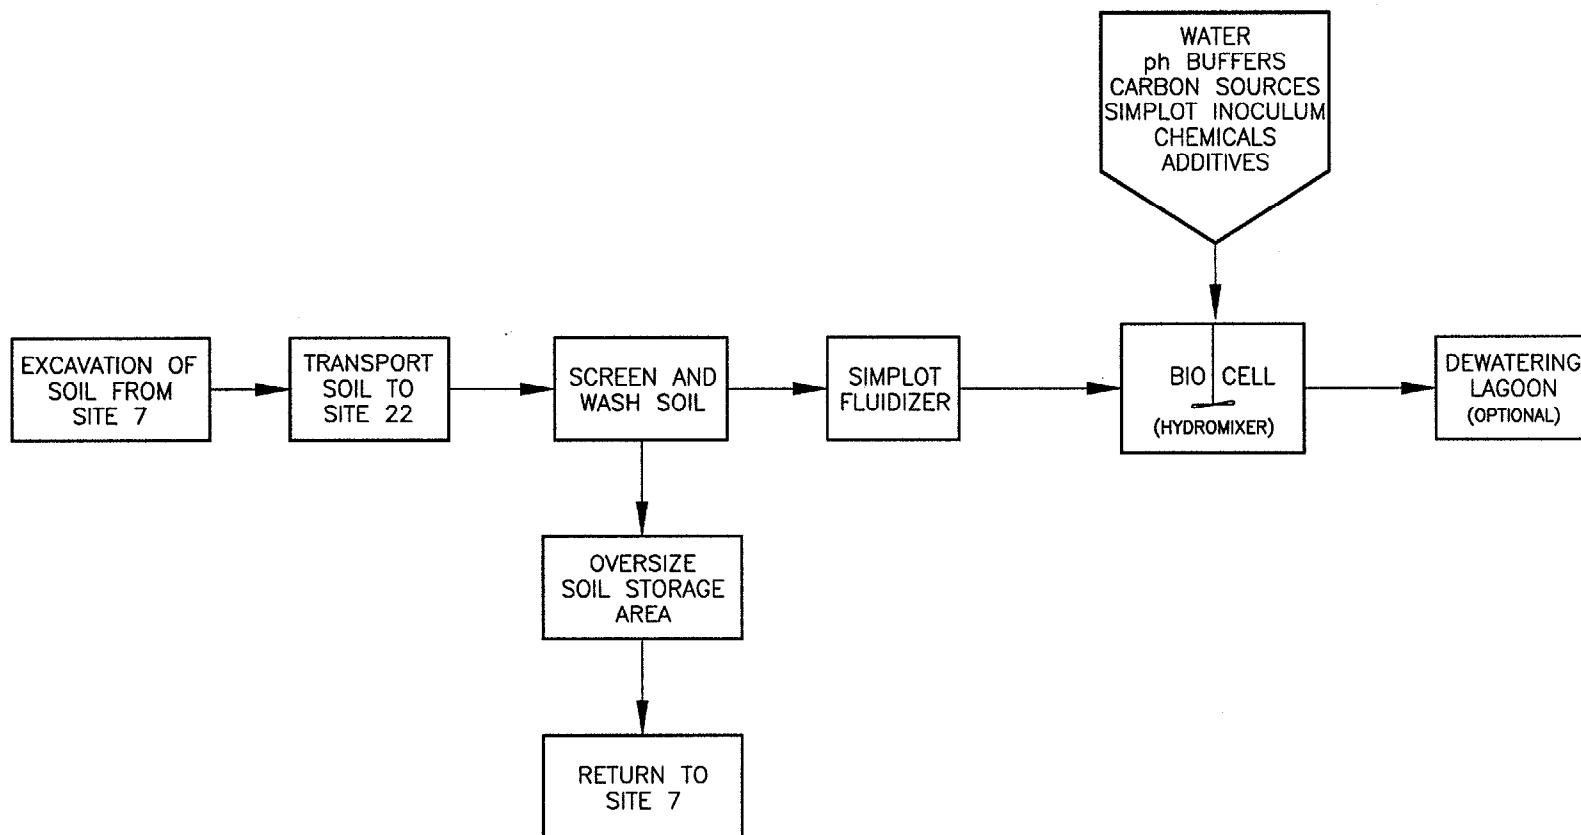 WATER
ph BUFFERS
CARBON SOURCES
SIMPLOT INOCULUM
CHEMICALS
ADDITIVES
EXCAVATION OF
SOIL FROM
SITE 7
TRANSPORT
SOIL TO
SITE 22
SCREEN AND
WASH SOIL
SIMPLOT
FLUIDIZER
BIO CELL
(HYDROMIXER)
DEWATERING
LAGOON
(OPTIONAL)
OVERSIZE
SOIL STORAGE
AREA
RETURN TO
SITE 7